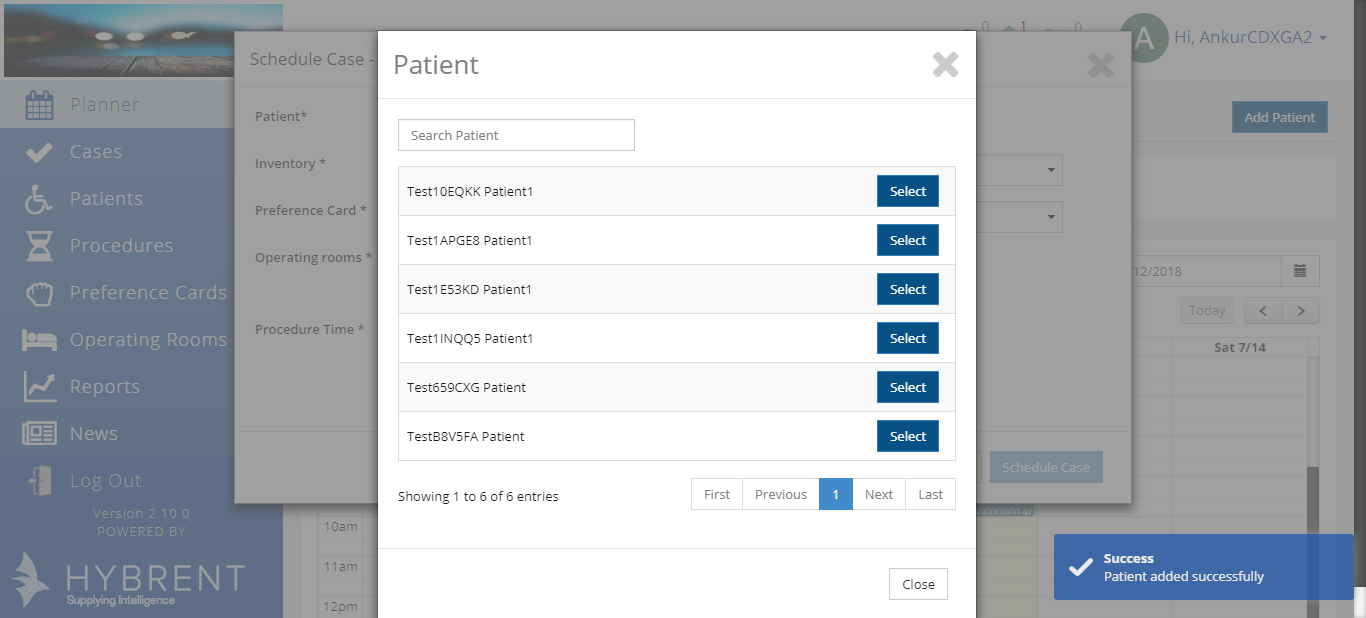 0 1 0
A Hi, AnkurCDXGA2
Planner
Cases
Patients
Procedures
Preference Cards
Operating Rooms
Reports
News
Log Out
Version 2.10.0
POWERED BY
HYBRENT
Supplying Intelligence
Schedule Case -
Patient*
Inventory *
Preference Card *
Operating rooms *
Procedure Time *
Schedule Case
Patient
Search Patient
Test10EQKK Patient1 Select
Test1APGE8 Patient1 Select
Test1E53KD Patient1 Select
Test1INQQ5 Patient1 Select
Test659CXG Patient Select
TestB8V5FA Patient Select
Showing 1 to 6 of 6 entries
First Previous 1 Next Last
Close
Add Patient
12/2018
Today
Sat 7/14
10am
11am
12pm
Success
Patient added successfully